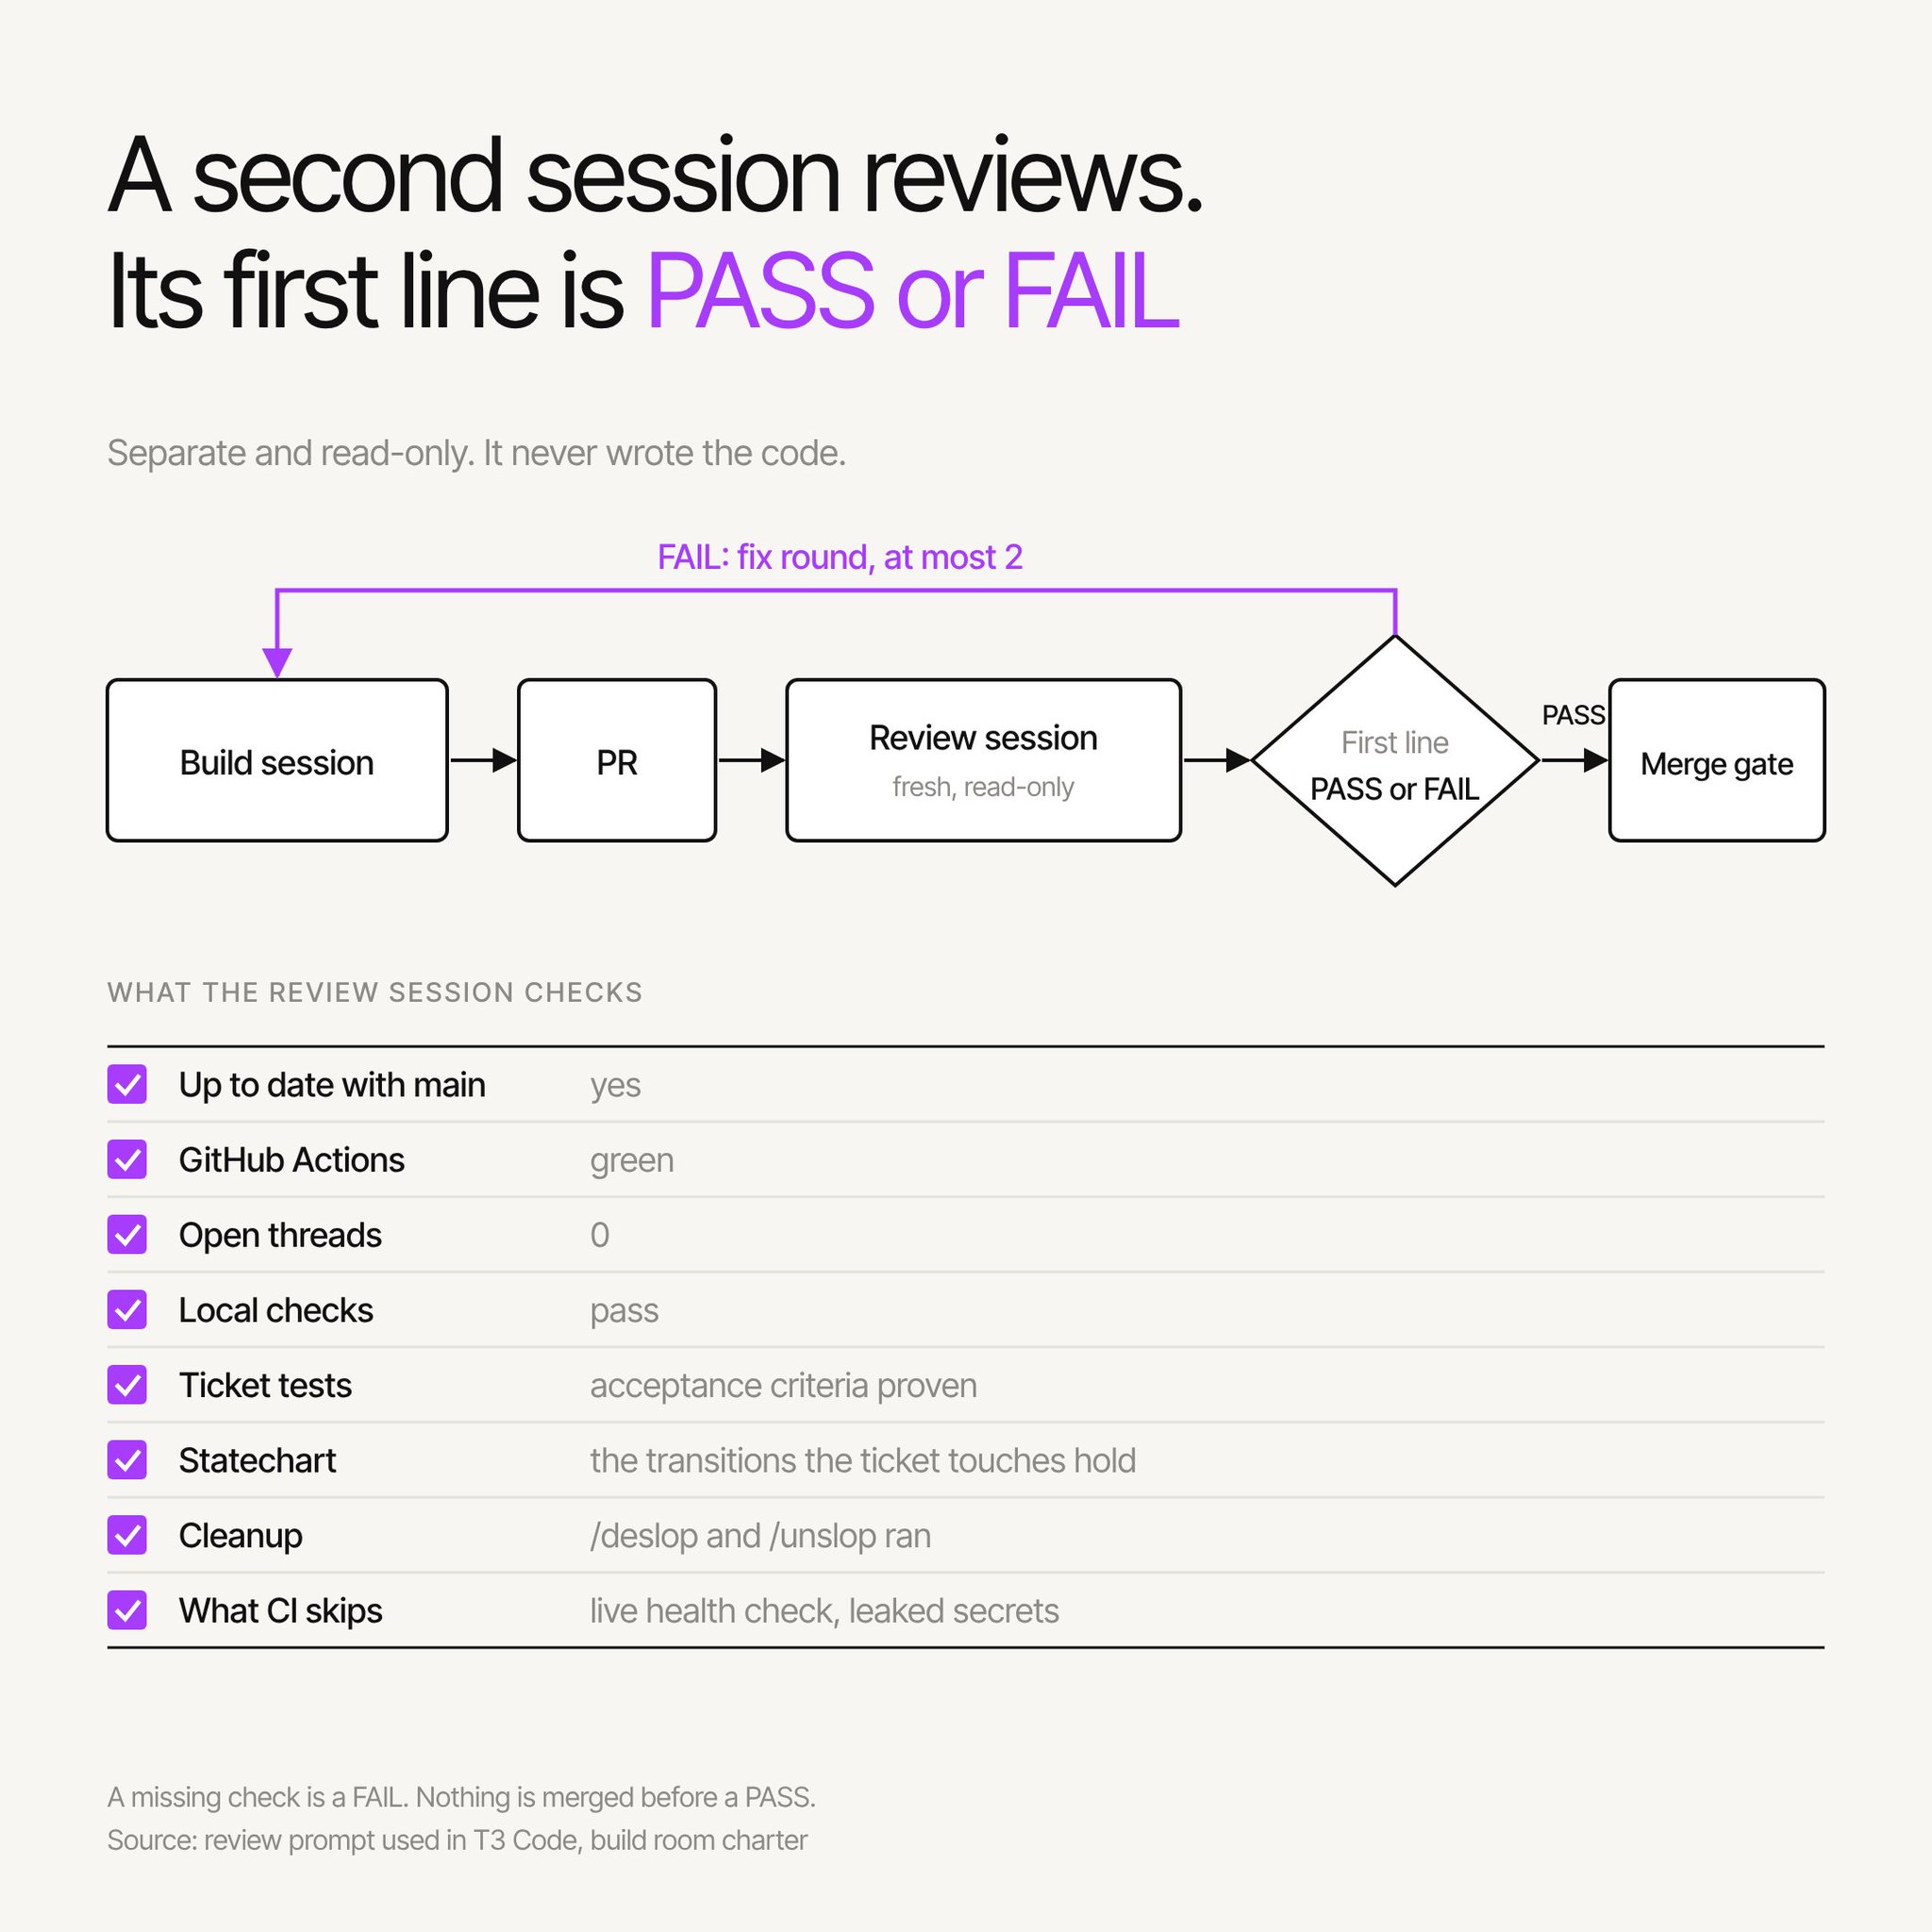 A second session reviews.
Its first line is PASS or FAIL
Separate and read-only. It never wrote the code.
FAIL: fix round, at most 2
Build session
PR
Review session
fresh, read-only
First line
PASS or FAIL
PASS
Merge gate
WHAT THE REVIEW SESSION CHECKS
Up to date with main yes
GitHub Actions green
Open threads 0
Local checks pass
Ticket tests acceptance criteria proven
Statechart the transitions the ticket touches hold
Cleanup /deslop and /unslop ran
What CI skips live health check, leaked secrets
A missing check is a FAIL. Nothing is merged before a PASS.
Source: review prompt used in T3 Code, build room charter